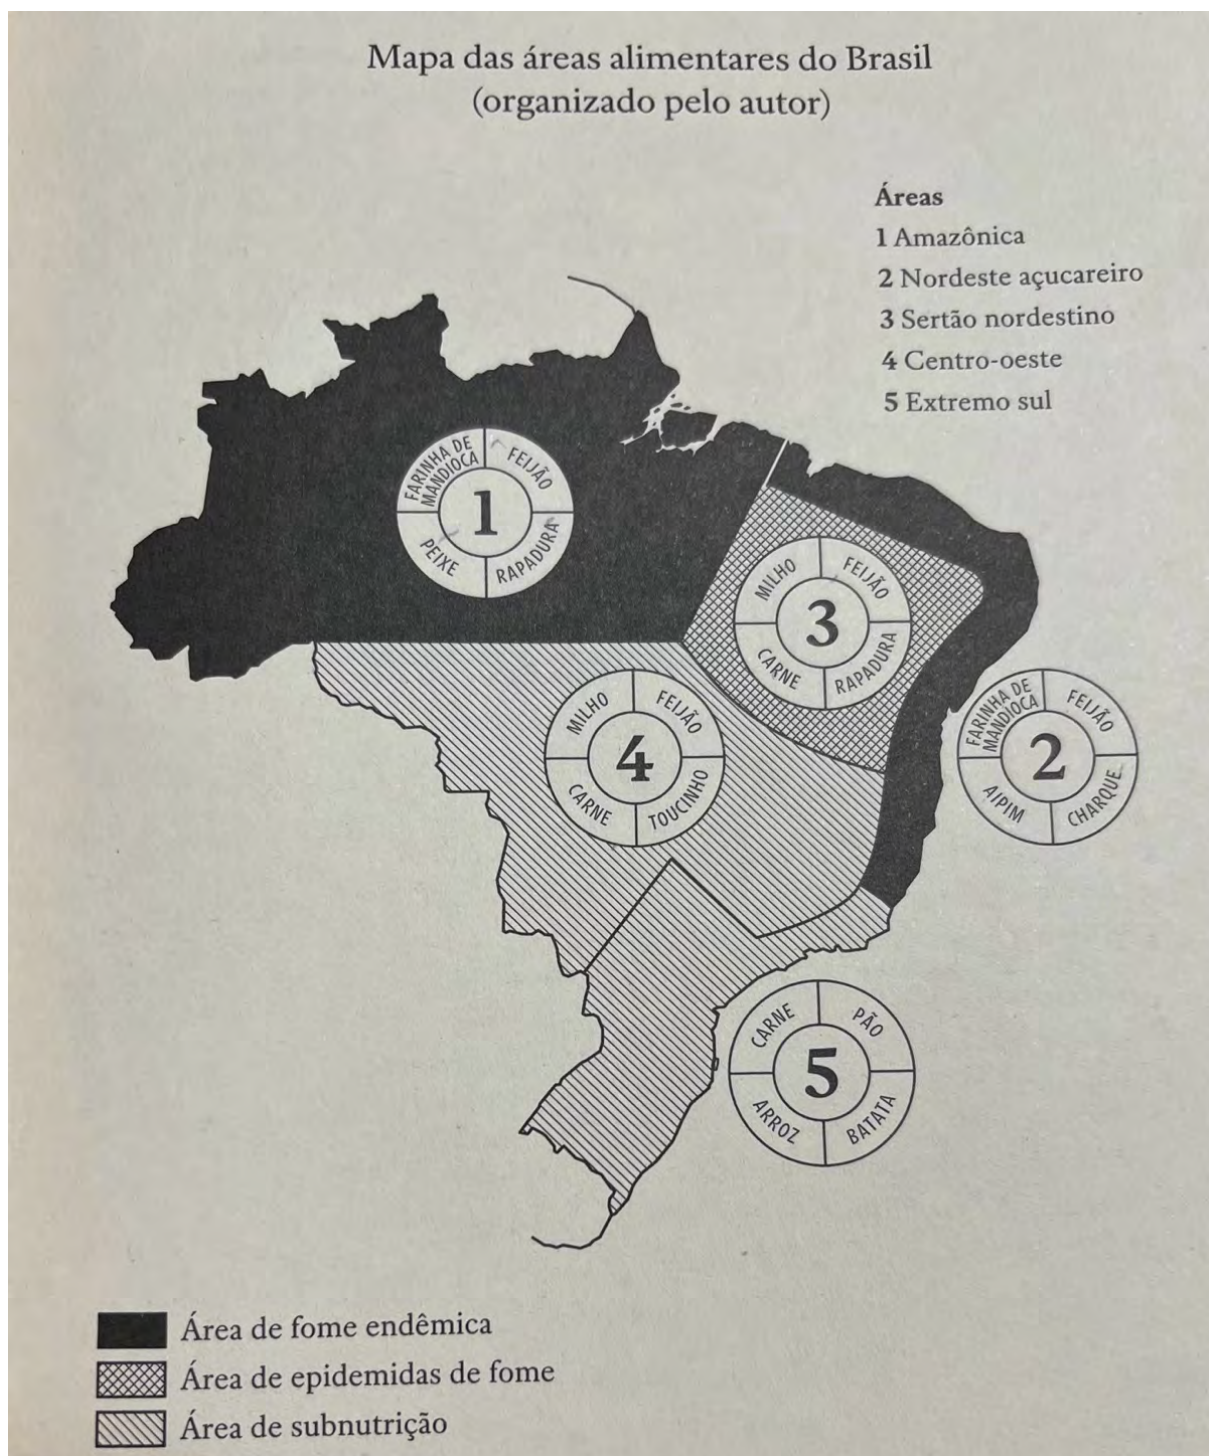 Mapa das áreas alimentares do Brasil
(organizado pelo autor)
Áreas
1 Amazônica
2 Nordeste açucareiro
3 Sertão nordestino
4 Centro-oeste
5 Extremo sul
FARINHA DE
MANDIOCA
FEIJÃO
1
PEIXE
RAPADURA
MILHO
FEIJÃO
3
CARNE
RAPADURA
FARINHA DE
MANDIOCA
FEIJÃO
2
AIPIM
CHARQUE
MILHO
FEIJÃO
4
CARNE
TOUCINHO
CARNE
PÃO
5
ARROZ
BATATA
Área de fome endêmica
Área de epidemidas de fome
Área de subnutrição